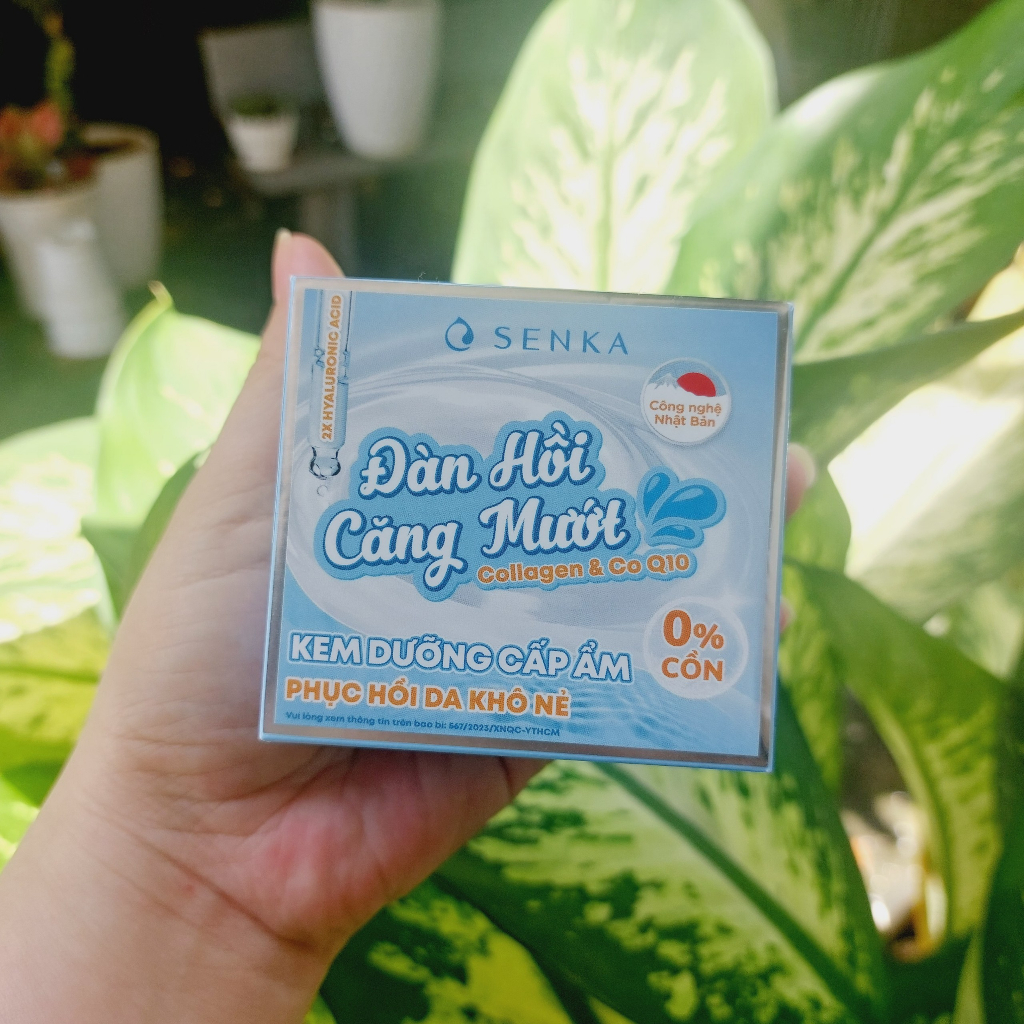 SENKA
2X HYALURONIC ACID
Công nghệ
Nhật Bản
Đàn Hồi
Căng Mướt
Collagen & Co Q10
0%
CỒN
KEM DƯỠNG CẤP ẨM
PHỤC HỒI DA KHÔ NẺ
Vui lòng xem thông tin trên bao bì: 567/2023/XNQC-YTHCM